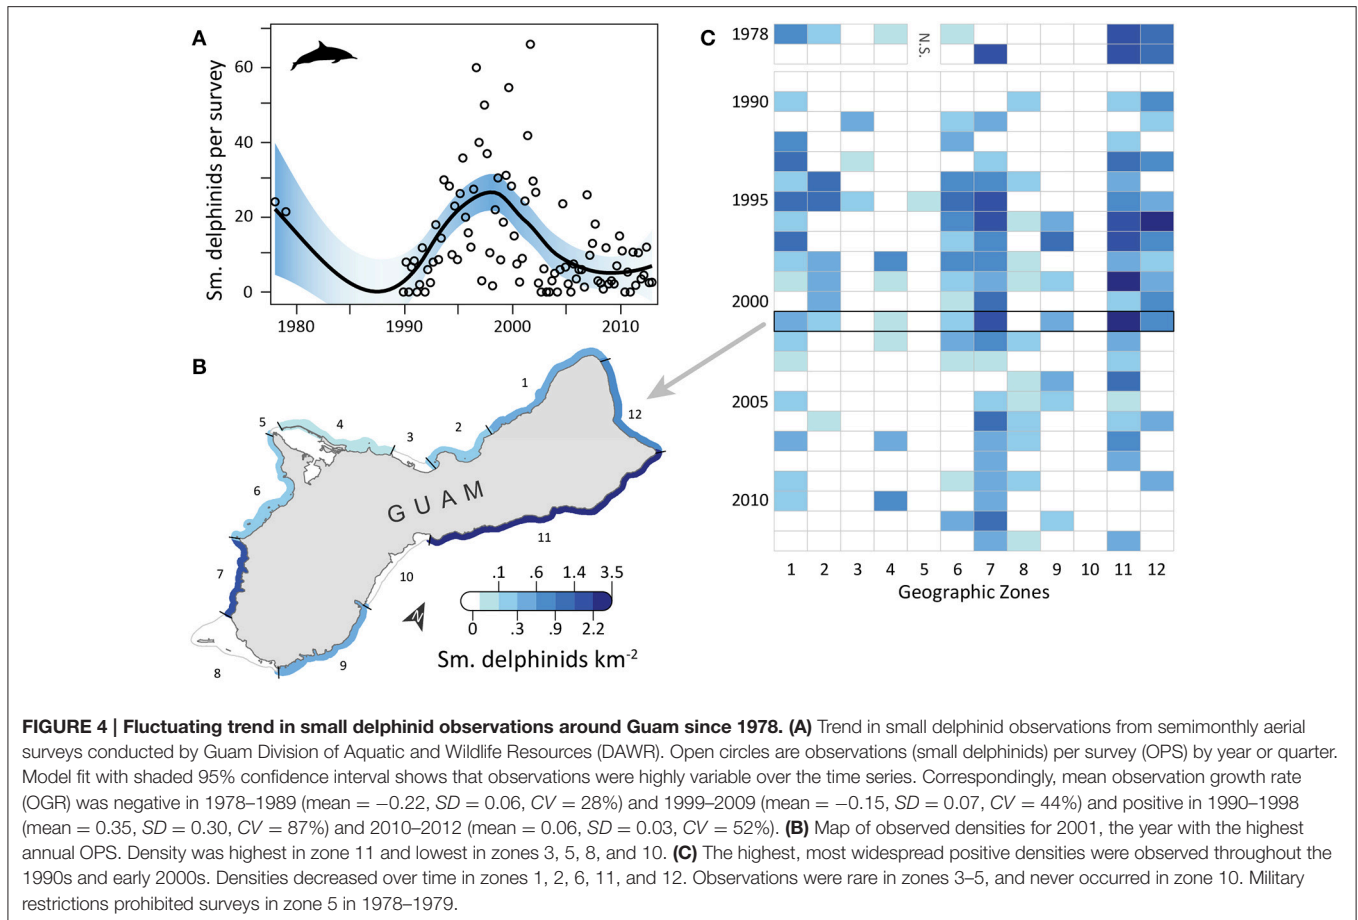 A
Sm. delphinids per survey
60
40
20
0
1980
1990
2000
2010
C
1978
N.S.
1990
1995
2000
2005
2010
1 2 3 4 5 6 7 8 9 10 11 12
Geographic Zones
B
1
2
3
4
5
6
7
8
9
10
11
12
GUAM
N
.1 .6 1.4 3.5
0 .3 .9 2.2
Sm. delphinids km-2
FIGURE 4 | Fluctuating trend in small delphinid observations around Guam since 1978. (A) Trend in small delphinid observations from semimonthly aerial
surveys conducted by Guam Division of Aquatic and Wildlife Resources (DAWR). Open circles are observations (small delphinids) per survey (OPS) by year or quarter.
Model fit with shaded 95% confidence interval shows that observations were highly variable over the time series. Correspondingly, mean observation growth rate
(OGR) was negative in 1978–1989 (mean = −0.22, SD = 0.06, CV = 28%) and 1999–2009 (mean = −0.15, SD = 0.07, CV = 44%) and positive in 1990–1998
(mean = 0.35, SD = 0.30, CV = 87%) and 2010–2012 (mean = 0.06, SD = 0.03, CV = 52%). (B) Map of observed densities for 2001, the year with the highest
annual OPS. Density was highest in zone 11 and lowest in zones 3, 5, 8, and 10. (C) The highest, most widespread positive densities were observed throughout the
1990s and early 2000s. Densities decreased over time in zones 1, 2, 6, 11, and 12. Observations were rare in zones 3–5, and never occurred in zone 10. Military
restrictions prohibited surveys in zone 5 in 1978–1979.